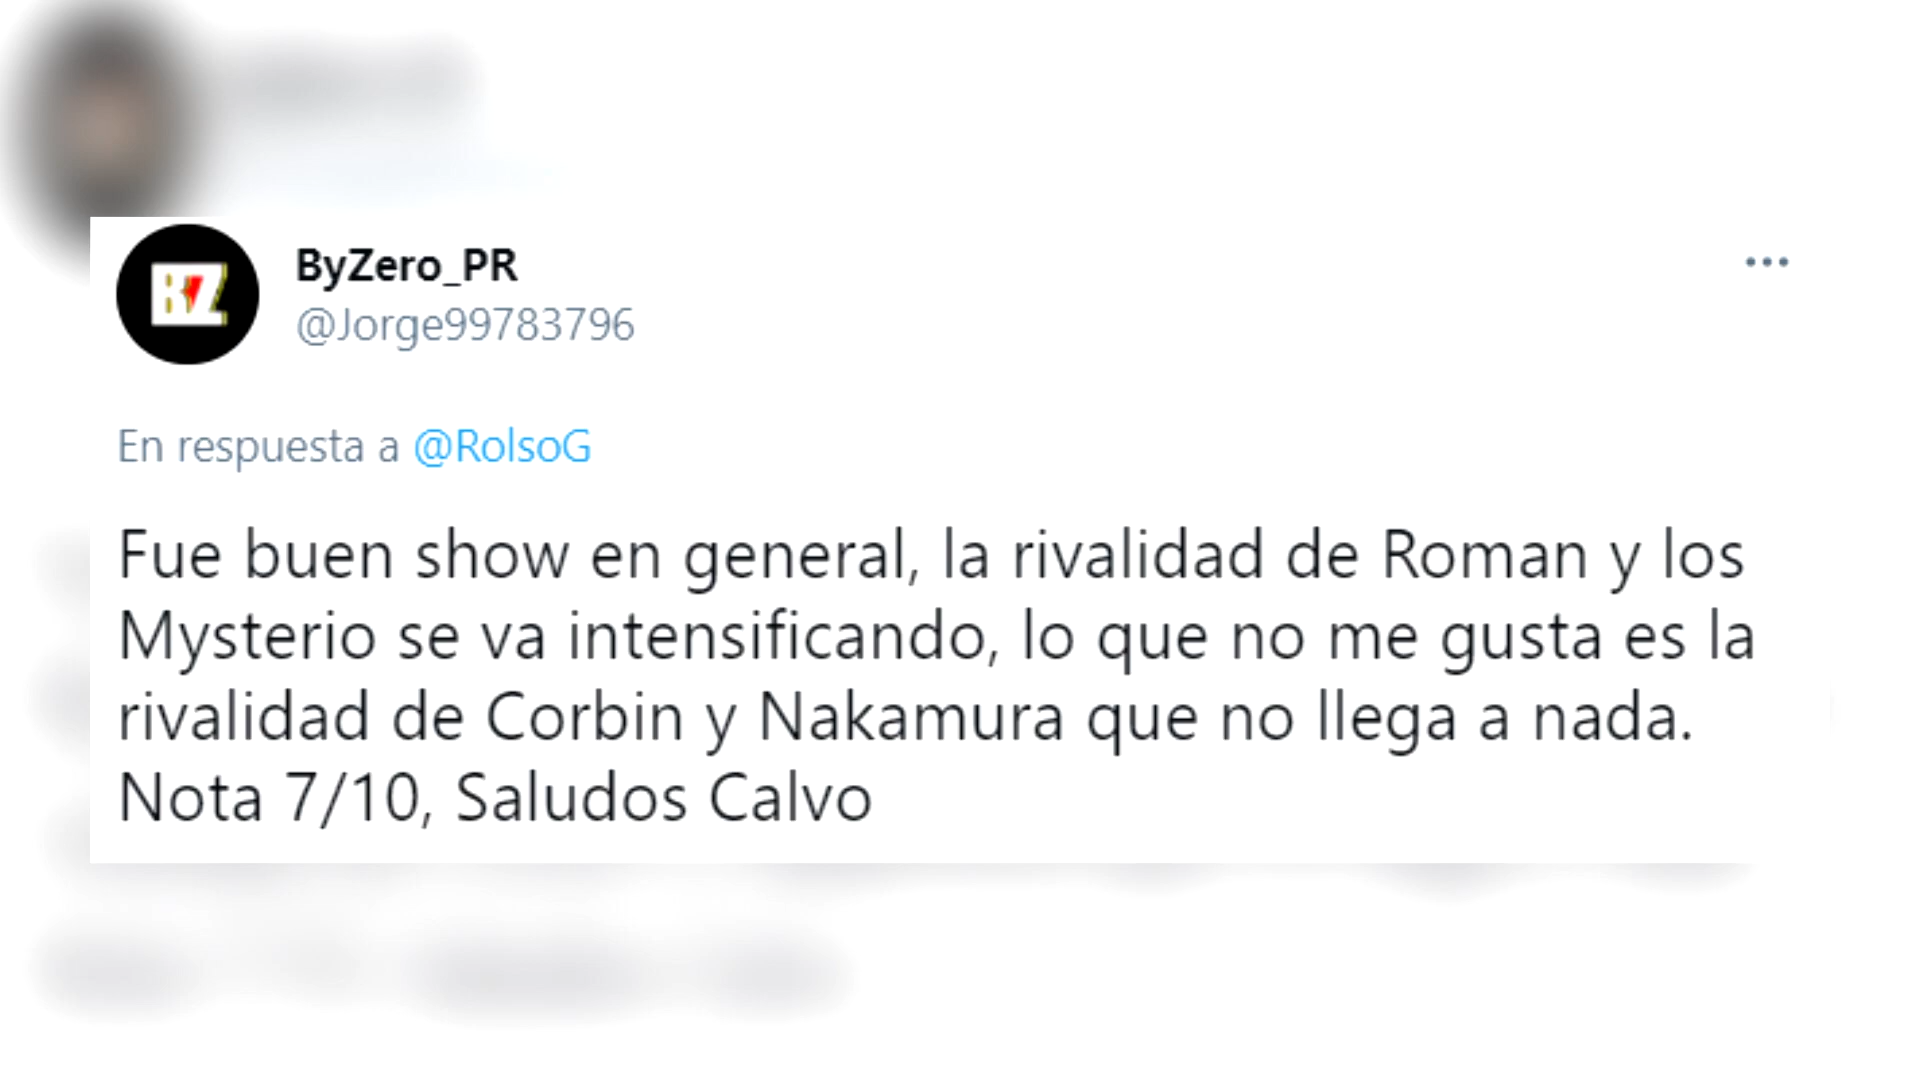 BZ
ByZero_PR
@Jorge99783796
En respuesta a @RolsoG
Fue buen show en general, la rivalidad de Roman y los
Mysterio se va intensificando, lo que no me gusta es la
rivalidad de Corbin y Nakamura que no llega a nada.
Nota 7/10, Saludos Calvo